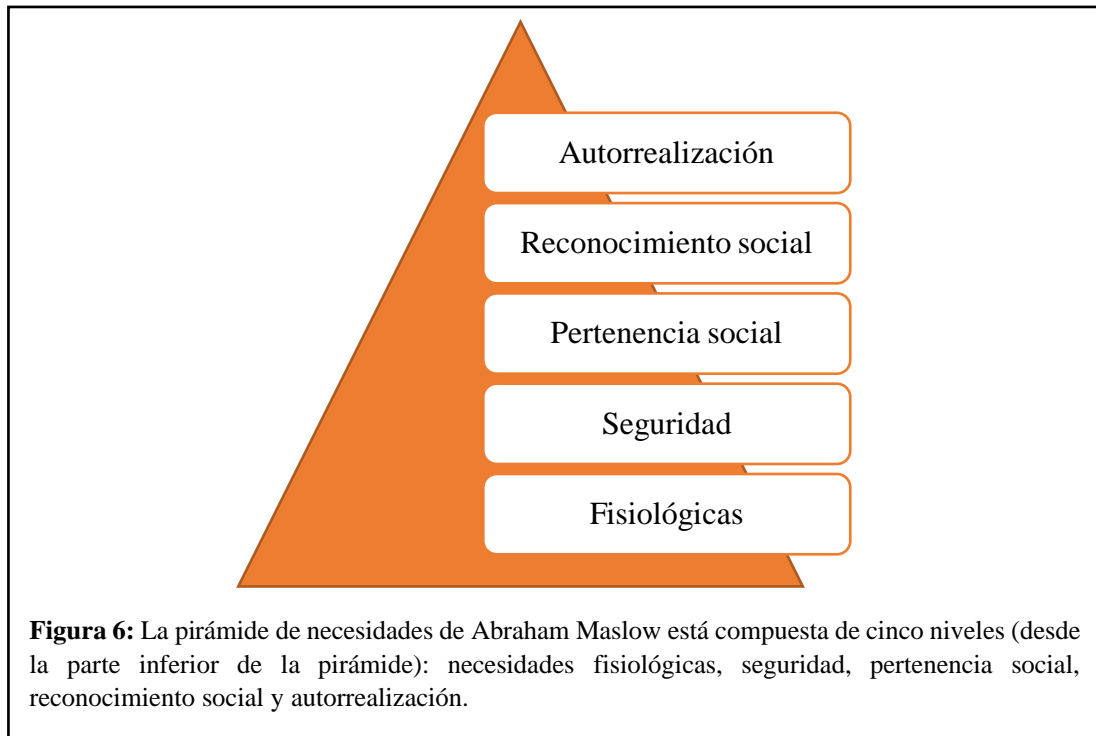 Autorrealización
Reconocimiento social
Pertenencia social
Seguridad
Fisiológicas
Figura 6: La pirámide de necesidades de Abraham Maslow está compuesta de cinco niveles (desde
la parte inferior de la pirámide): necesidades fisiológicas, seguridad, pertenencia social,
reconocimiento social y autorrealización.